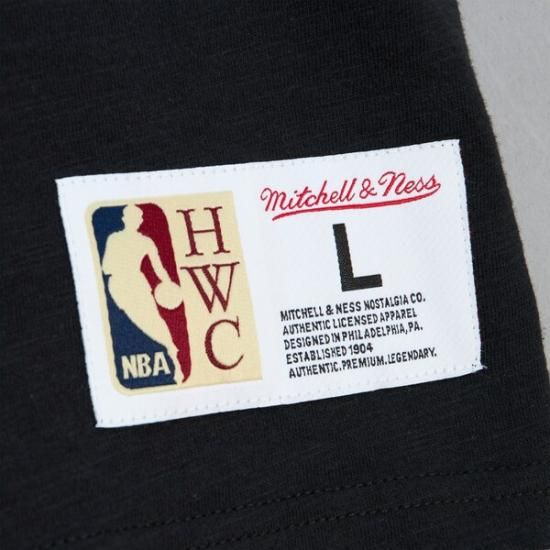 NBA
H
W
C
Mitchell & Ness
L
MITCHELL & NESS NOSTALGIA CO.
AUTHENTIC LICENSED APPAREL
DESIGNED IN PHILADELPHIA, PA.
ESTABLISHED 1904
AUTHENTIC.PREMIUM.LEGENDARY.